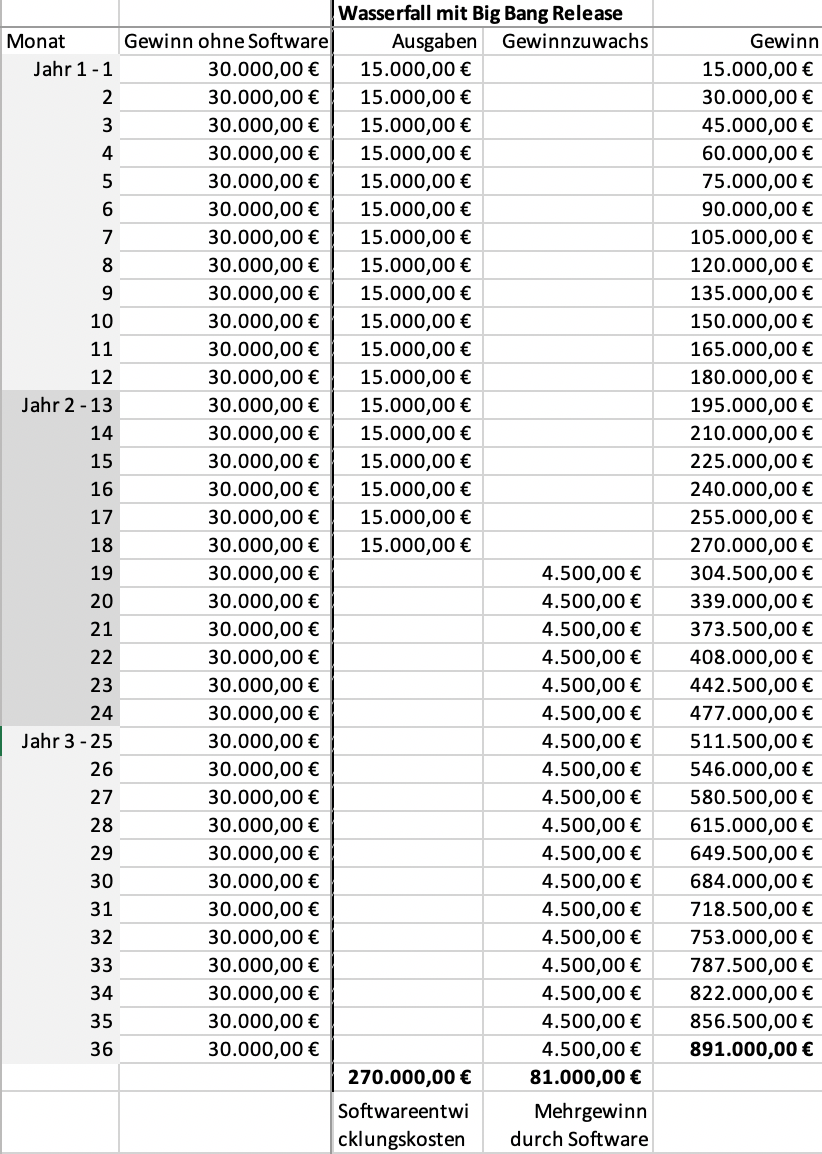 Wasserfall mit Big Bang Release
Monat Gewinn ohne Software Ausgaben Gewinnzuwachs Gewinn
Jahr 1 - 1 30.000,00 € 15.000,00 € 15.000,00 €
2 30.000,00 € 15.000,00 € 30.000,00 €
3 30.000,00 € 15.000,00 € 45.000,00 €
4 30.000,00 € 15.000,00 € 60.000,00 €
5 30.000,00 € 15.000,00 € 75.000,00 €
6 30.000,00 € 15.000,00 € 90.000,00 €
7 30.000,00 € 15.000,00 € 105.000,00 €
8 30.000,00 € 15.000,00 € 120.000,00 €
9 30.000,00 € 15.000,00 € 135.000,00 €
10 30.000,00 € 15.000,00 € 150.000,00 €
11 30.000,00 € 15.000,00 € 165.000,00 €
12 30.000,00 € 15.000,00 € 180.000,00 €
Jahr 2 - 13 30.000,00 € 15.000,00 € 195.000,00 €
14 30.000,00 € 15.000,00 € 210.000,00 €
15 30.000,00 € 15.000,00 € 225.000,00 €
16 30.000,00 € 15.000,00 € 240.000,00 €
17 30.000,00 € 15.000,00 € 255.000,00 €
18 30.000,00 € 15.000,00 € 270.000,00 €
19 30.000,00 € 4.500,00 € 304.500,00 €
20 30.000,00 € 4.500,00 € 339.000,00 €
21 30.000,00 € 4.500,00 € 373.500,00 €
22 30.000,00 € 4.500,00 € 408.000,00 €
23 30.000,00 € 4.500,00 € 442.500,00 €
24 30.000,00 € 4.500,00 € 477.000,00 €
Jahr 3 - 25 30.000,00 € 4.500,00 € 511.500,00 €
26 30.000,00 € 4.500,00 € 546.000,00 €
27 30.000,00 € 4.500,00 € 580.500,00 €
28 30.000,00 € 4.500,00 € 615.000,00 €
29 30.000,00 € 4.500,00 € 649.500,00 €
30 30.000,00 € 4.500,00 € 684.000,00 €
31 30.000,00 € 4.500,00 € 718.500,00 €
32 30.000,00 € 4.500,00 € 753.000,00 €
33 30.000,00 € 4.500,00 € 787.500,00 €
34 30.000,00 € 4.500,00 € 822.000,00 €
35 30.000,00 € 4.500,00 € 856.500,00 €
36 30.000,00 € 4.500,00 € 891.000,00 €
270.000,00 € 81.000,00 €
Softwareentwi Mehrgewinn
cklungskosten durch Software